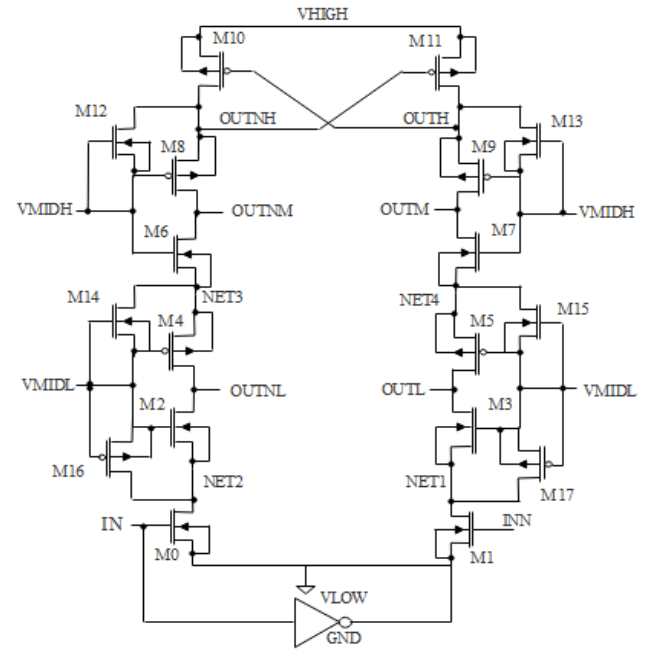 VHIGH
M10
M11
M12
OUTNH
OUTH
M13
M8
M9
VMIDH
OUTNM
OUTM
VMIDH
M6
M7
M14
NET3
NET4
M15
M4
M5
VMIDL
OUTNL
OUTL
VMIDL
M2
M3
M16
NET2
NET1
M17
IN
INN
M0
M1
VLOW
GND